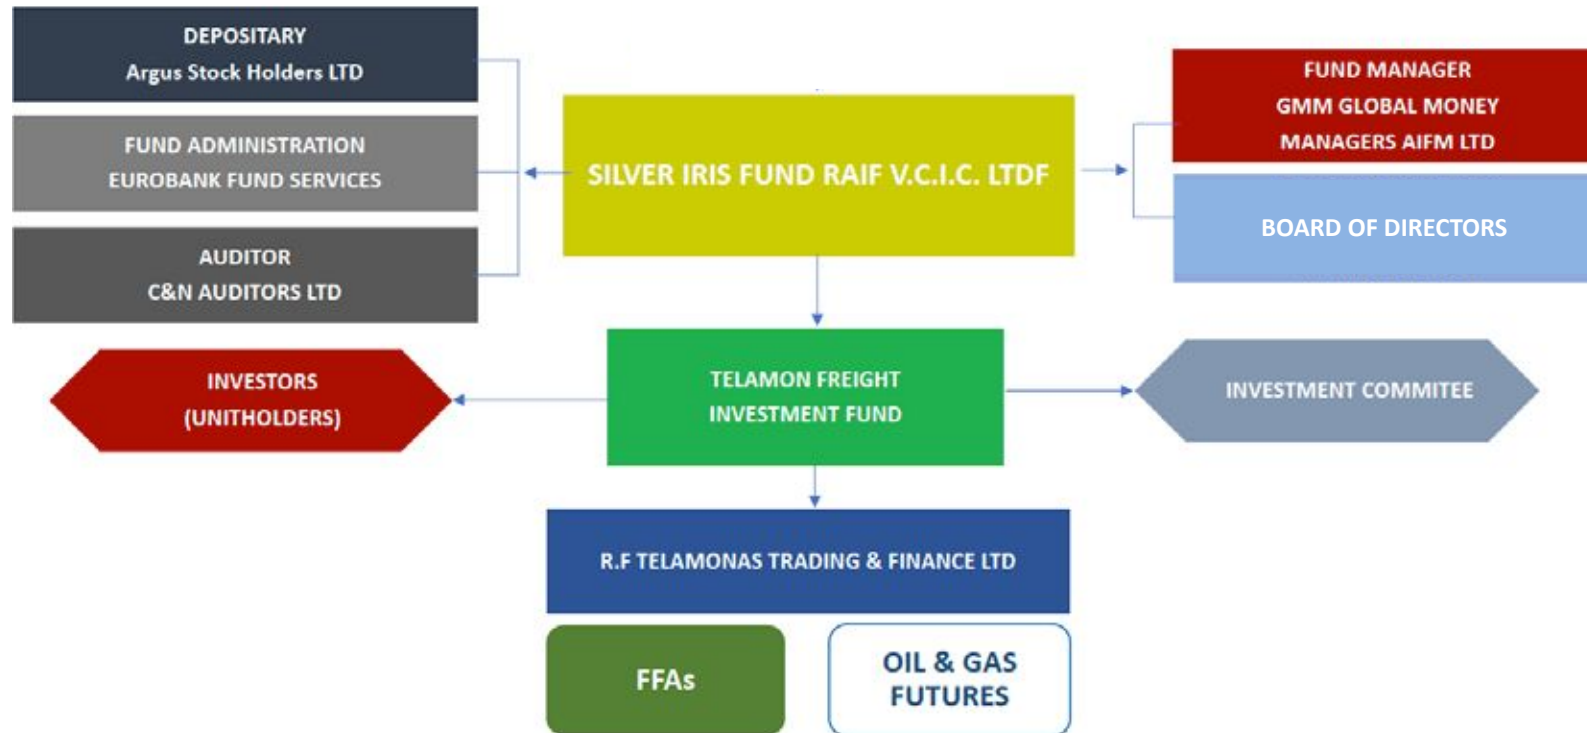 DEPOSITARY
Argus Stock Holders LTD
FUND ADMINISTRATION
EUROBANK FUND SERVICES
AUDITOR
C&N AUDITORS LTD
SILVER IRIS FUND RAIF V.C.I.C. LTDF
FUND MANAGER
GMM GLOBAL MONEY
MANAGERS AIFM LTD
BOARD OF DIRECTORS
INVESTORS
(UNITHOLDERS)
TELAMON FREIGHT
INVESTMENT FUND
INVESTMENT COMMITEE
R.F TELAMONAS TRADING & FINANCE LTD
FFAs
OIL & GAS
FUTURES